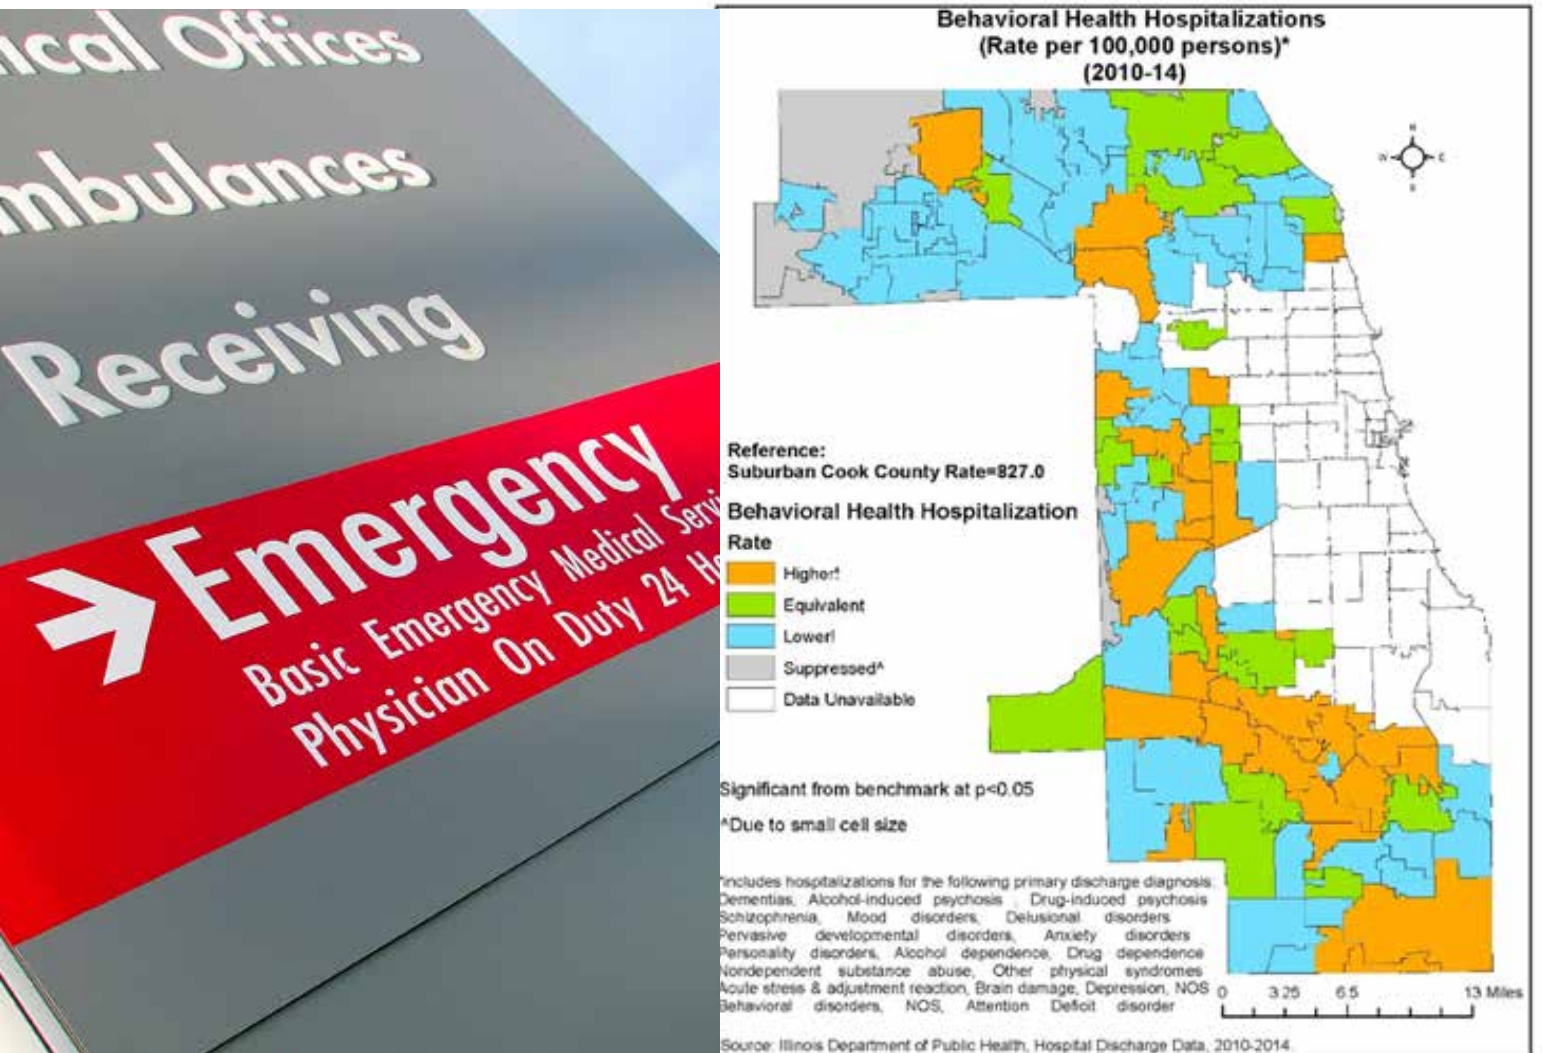 ical Offices
mbulances
Receiving
Emergency
Basic Emergency Medical Servi
Physician On Duty 24 Ho
Behavioral Health Hospitalizations
(Rate per 100,000 persons)*
(2010-14)
N
W E
S
Reference:
Suburban Cook County Rate=827.0
Behavioral Health Hospitalization
Rate
Higher!
Equivalent
Lower!
Suppressed^
Data Unavailable
Significant from benchmark at p<0.05
^Due to small cell size
*includes hospitalizations for the following primary discharge diagnosis:
Dementias, Alcohol-induced psychosis , Drug-induced psychosis
Schizophrenia, Mood disorders, Delusional disorders
Pervasive developmental disorders, Anxiety disorders
Personality disorders, Alcohol dependence, Drug dependence
Nondependent substance abuse, Other physical syndromes
Acute stress & adjustment reaction, Brain damage, Depression, NOS
Behavioral disorders, NOS, Attention Deficit disorder
0 3.25 6.5 13 Miles
Source: Illinois Department of Public Health, Hospital Discharge Data, 2010-2014.